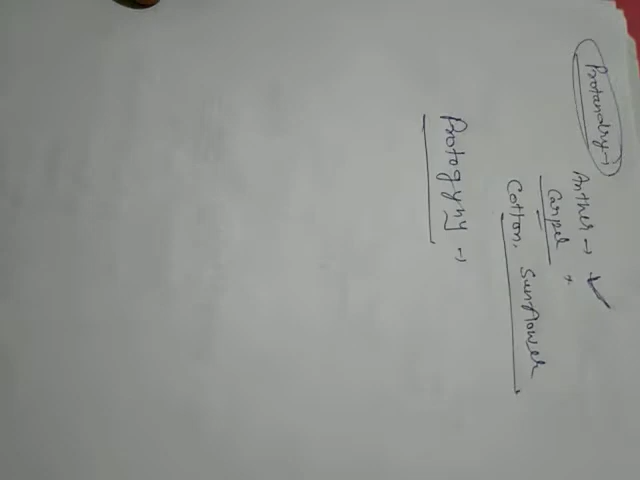 Protandry →
Anther → ✓
Carpel ×
Cotton, Sunflower
Protogyny →